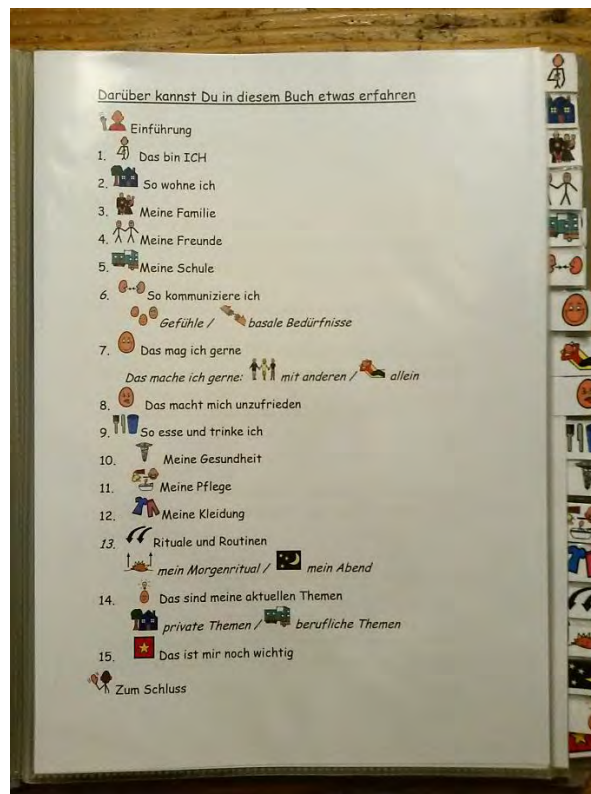 Darüber kannst Du in diesem Buch etwas erfahren
Einführung
1. Das bin ICH
2. So wohne ich
3. Meine Familie
4. Meine Freunde
5. Meine Schule
6. So kommuniziere ich
Gefühle / basale Bedürfnisse
7. Das mag ich gerne
Das mache ich gerne: mit anderen / allein
8. Das macht mich unzufrieden
9. So esse und trinke ich
10. Meine Gesundheit
11. Meine Pflege
12. Meine Kleidung
13. Rituale und Routinen
mein Morgenritual / mein Abend
14. Das sind meine aktuellen Themen
private Themen / berufliche Themen
15. Das ist mir noch wichtig
Zum Schluss